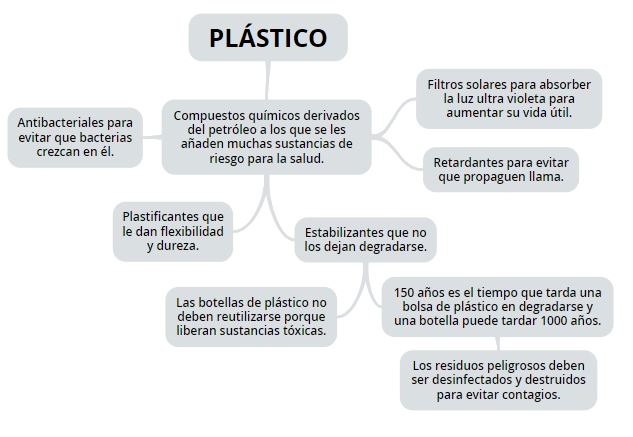 PLÁSTICO
Compuestos químicos derivados
del petróleo a los que se les
añaden muchas sustancias de
riesgo para la salud.
Antibacteriales para
evitar que bacterias
crezcan en él.
Filtros solares para absorber
la luz ultra violeta para
aumentar su vida útil.
Retardantes para evitar
que propaguen llama.
Plastificantes que
le dan flexibilidad
y dureza.
Estabilizantes que no
los dejan degradarse.
Las botellas de plástico no
deben reutilizarse porque
liberan sustancias tóxicas.
150 años es el tiempo que tarda una
bolsa de plástico en degradarse y
una botella puede tardar 1000 años.
Los residuos peligrosos deben
ser desinfectados y destruidos
para evitar contagios.